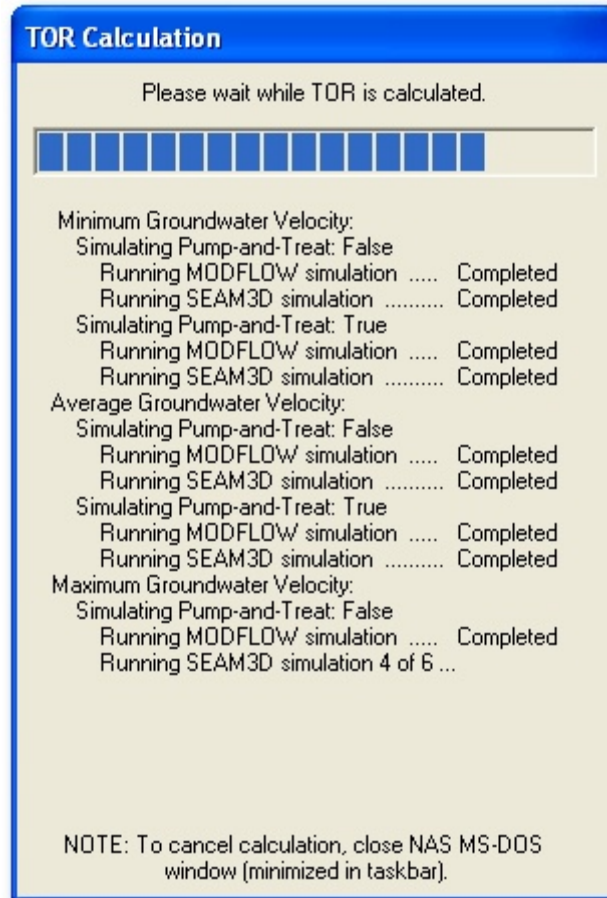 TOR Calculation
Please wait while TOR is calculated.
Minimum Groundwater Velocity:
Simulating Pump-and-Treat: False
Running MODFLOW simulation ..... Completed
Running SEAM3D simulation .......... Completed
Simulating Pump-and-Treat: True
Running MODFLOW simulation ..... Completed
Running SEAM3D simulation .......... Completed
Average Groundwater Velocity:
Simulating Pump-and-Treat: False
Running MODFLOW simulation ..... Completed
Running SEAM3D simulation .......... Completed
Simulating Pump-and-Treat: True
Running MODFLOW simulation ..... Completed
Running SEAM3D simulation .......... Completed
Maximum Groundwater Velocity:
Simulating Pump-and-Treat: False
Running MODFLOW simulation ..... Completed
Running SEAM3D simulation 4 of 6 ...
NOTE: To cancel calculation, close NAS MS-DOS
window (minimized in taskbar).